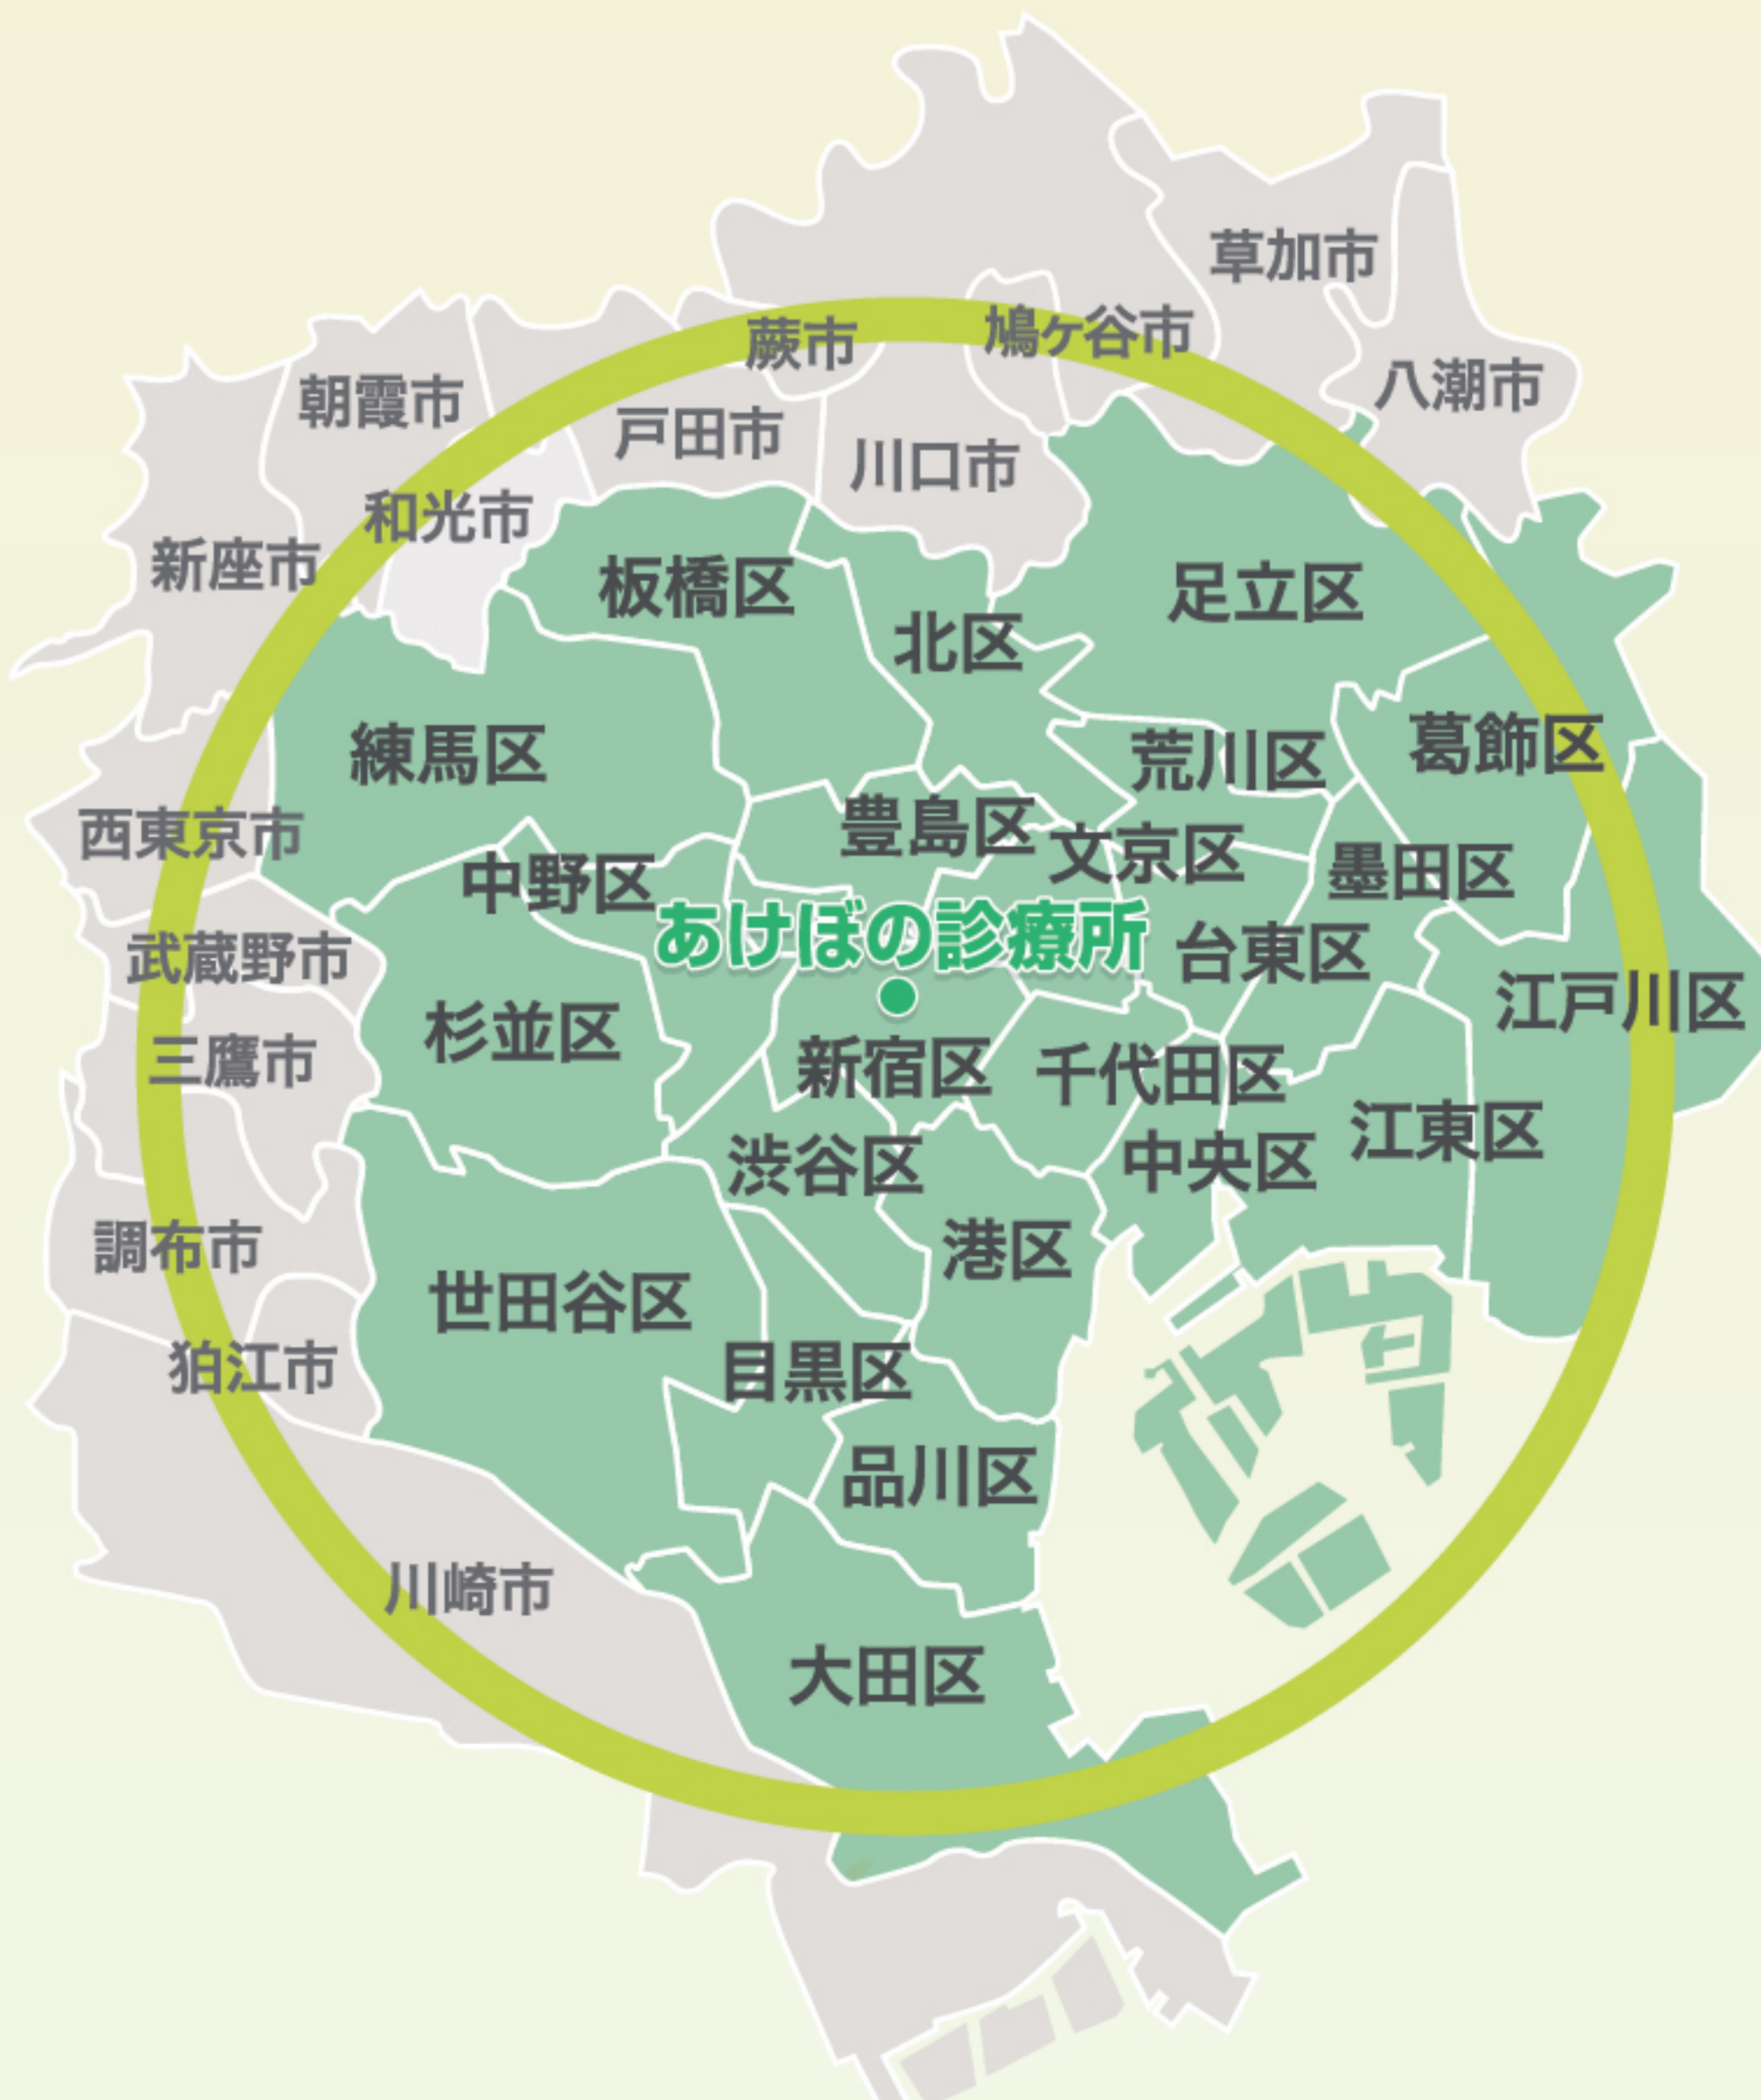 草加市
鳩ヶ谷市
蕨市
八潮市
朝霞市
戸田市
川口市
和光市
新座市
板橋区
足立区
北区
練馬区
荒川区
葛飾区
西東京市
豊島区
文京区
中野区
墨田区
あけぼの診療所
台東区
武蔵野市
江戸川区
杉並区
三鷹市
新宿区
千代田区
江東区
渋谷区
中央区
調布市
港区
世田谷区
狛江市
目黒区
品川区
川崎市
大田区